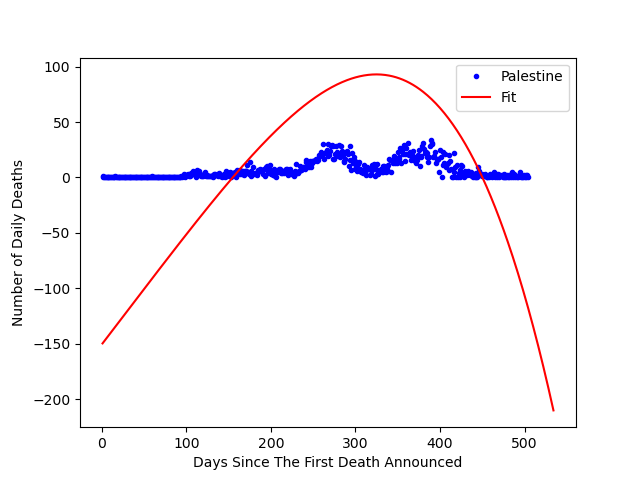 100
50
0
−50
−100
−150
−200
Number of Daily Deaths
Palestine
Fit
0 100 200 300 400 500
Days Since The First Death Announced